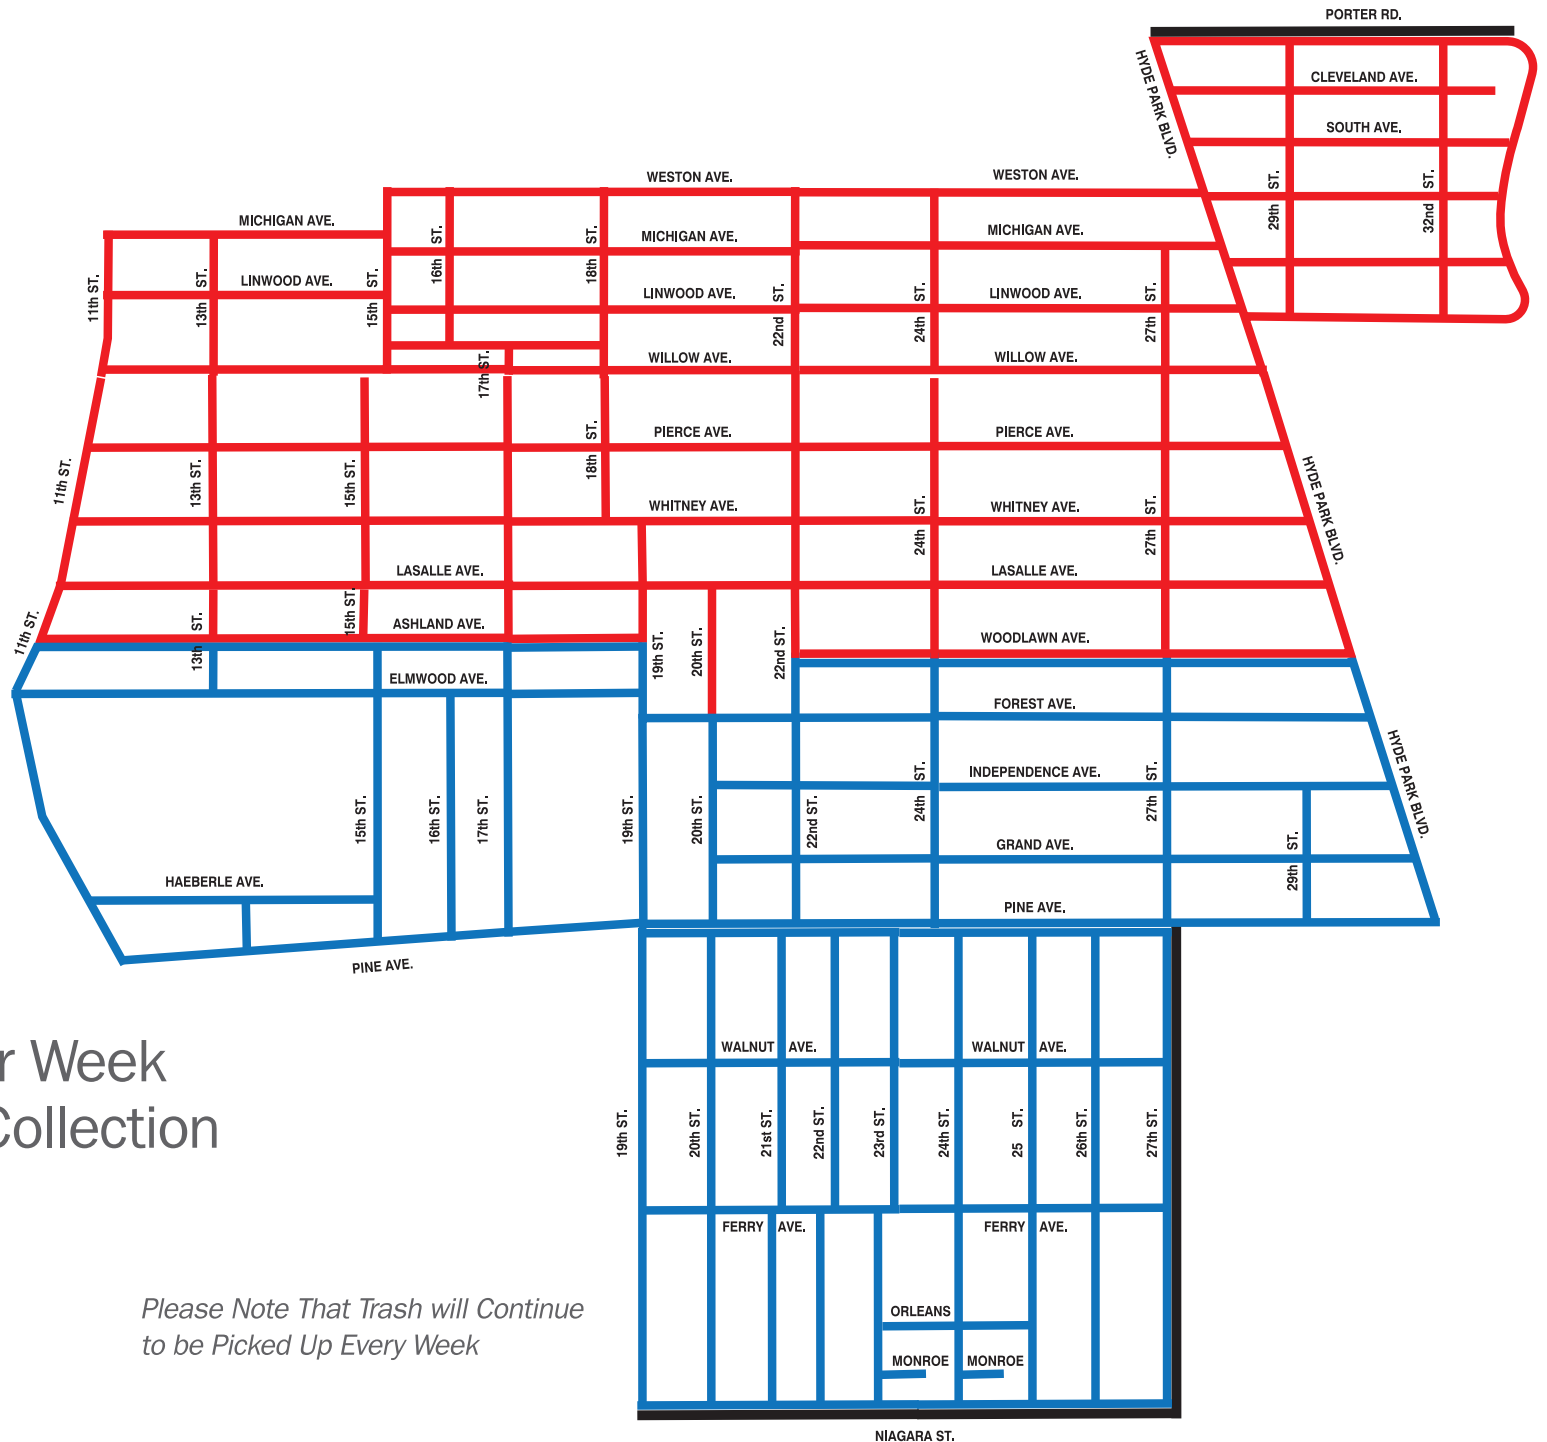 PORTER RD.
HYDE PARK BLVD.
CLEVELAND AVE.
SOUTH AVE.
29th ST.
32nd ST.
WESTON AVE.
WESTON AVE.
MICHIGAN AVE.
MICHIGAN AVE.
MICHIGAN AVE.
11th ST.
13th ST.
LINWOOD AVE.
15th ST.
16th ST.
18th ST.
LINWOOD AVE.
22nd ST.
24th ST.
LINWOOD AVE.
27th ST.
17th ST.
WILLOW AVE.
WILLOW AVE.
11th ST.
13th ST.
15th ST.
18th ST.
PIERCE AVE.
PIERCE AVE.
WHITNEY AVE.
24th ST.
WHITNEY AVE.
27th ST.
HYDE PARK BLVD.
LASALLE AVE.
LASALLE AVE.
11th ST.
13th ST.
15th ST.
ASHLAND AVE.
19th ST.
20th ST.
22nd ST.
WOODLAWN AVE.
ELMWOOD AVE.
FOREST AVE.
HYDE PARK BLVD.
15th ST.
16th ST.
17th ST.
19th ST.
20th ST.
22nd ST.
24th ST.
INDEPENDENCE AVE.
27th ST.
GRAND AVE.
29th ST.
HAEBERLE AVE.
PINE AVE.
PINE AVE.
r Week
Collection
WALNUT AVE.
WALNUT AVE.
19th ST.
20th ST.
21st ST.
22nd ST.
23rd ST.
24th ST.
25 ST.
26th ST.
27th ST.
FERRY AVE.
FERRY AVE.
Please Note That Trash will Continue
to be Picked Up Every Week
ORLEANS
MONROE
MONROE
NIAGARA ST.